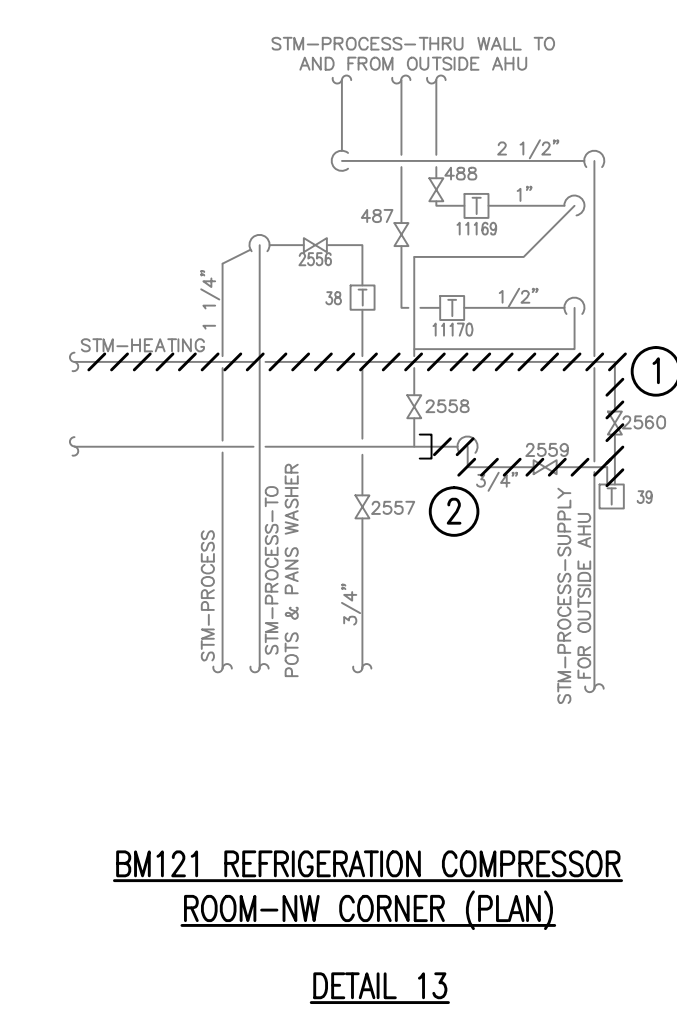 STM-PROCESS-THRU WALL TO
AND FROM OUTSIDE AHU
2 1/2"
488
1"
11169
487
2556
1 1/4"
38
T
T
1/2"
T
11170
STM-HEATING
1
2558
2560
2559
3/4"
T
39
2
2557
3/4"
STM-PROCESS
STM-PROCESS-TO
POTS & PANS WASHER
STM-PROCESS-SUPPLY
FOR OUTSIDE AHU
BM121 REFRIGERATION COMPRESSOR
ROOM-NW CORNER (PLAN)
DETAIL 13